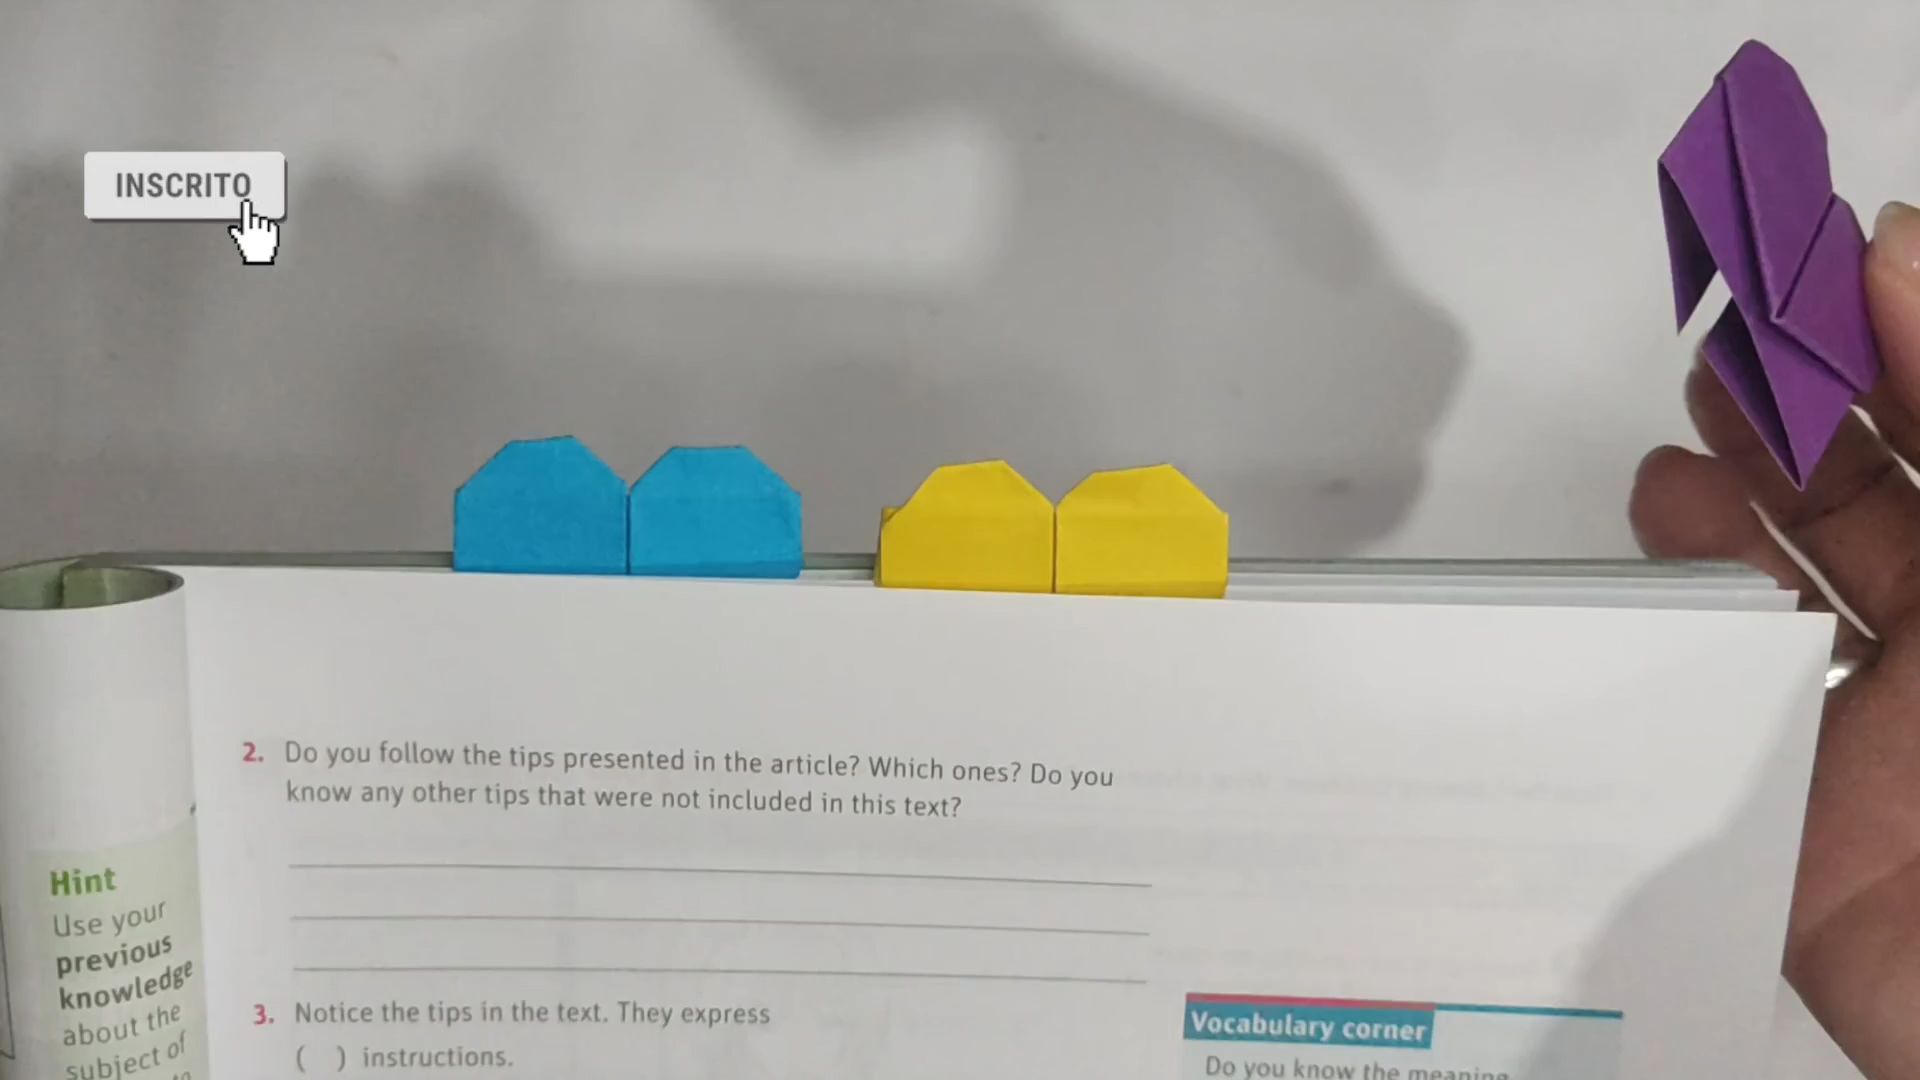 INSCRITO
2. Do you follow the tips presented in the article? Which ones? Do you
know any other tips that were not included in this text?
Hint
Use your
previous
knowledge
about the
subject of
3. Notice the tips in the text. They express
( ) instructions.
Vocabulary corner
Do you know the meaning